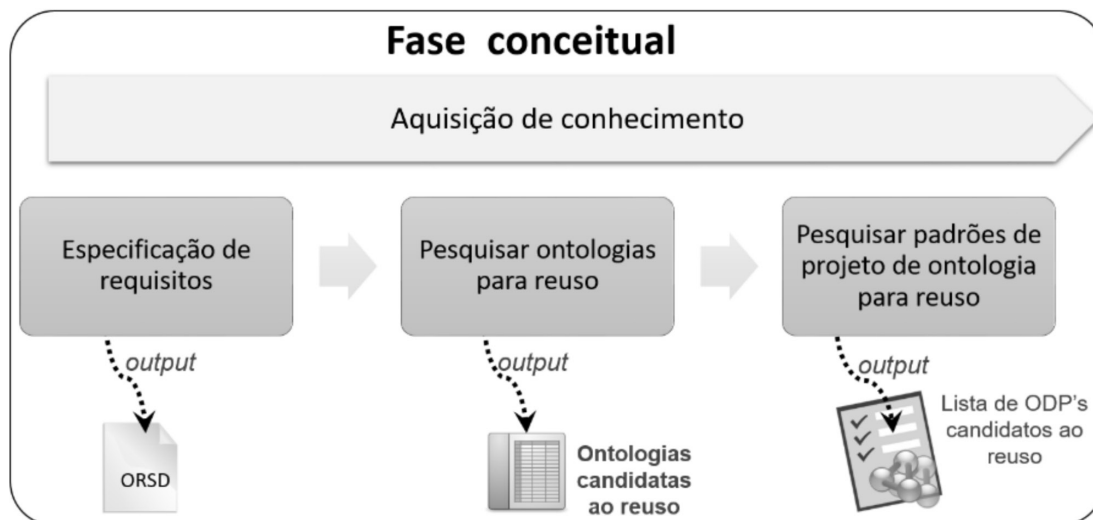 Fase conceitual
Aquisição de conhecimento
Especificação de
requisitos
Pesquisar ontologias
para reuso
Pesquisar padrões de
projeto de ontologia
para reuso
output
output
output
ORSD
Ontologias
candidatas
ao reuso
Lista de ODP's
candidatos ao
reuso